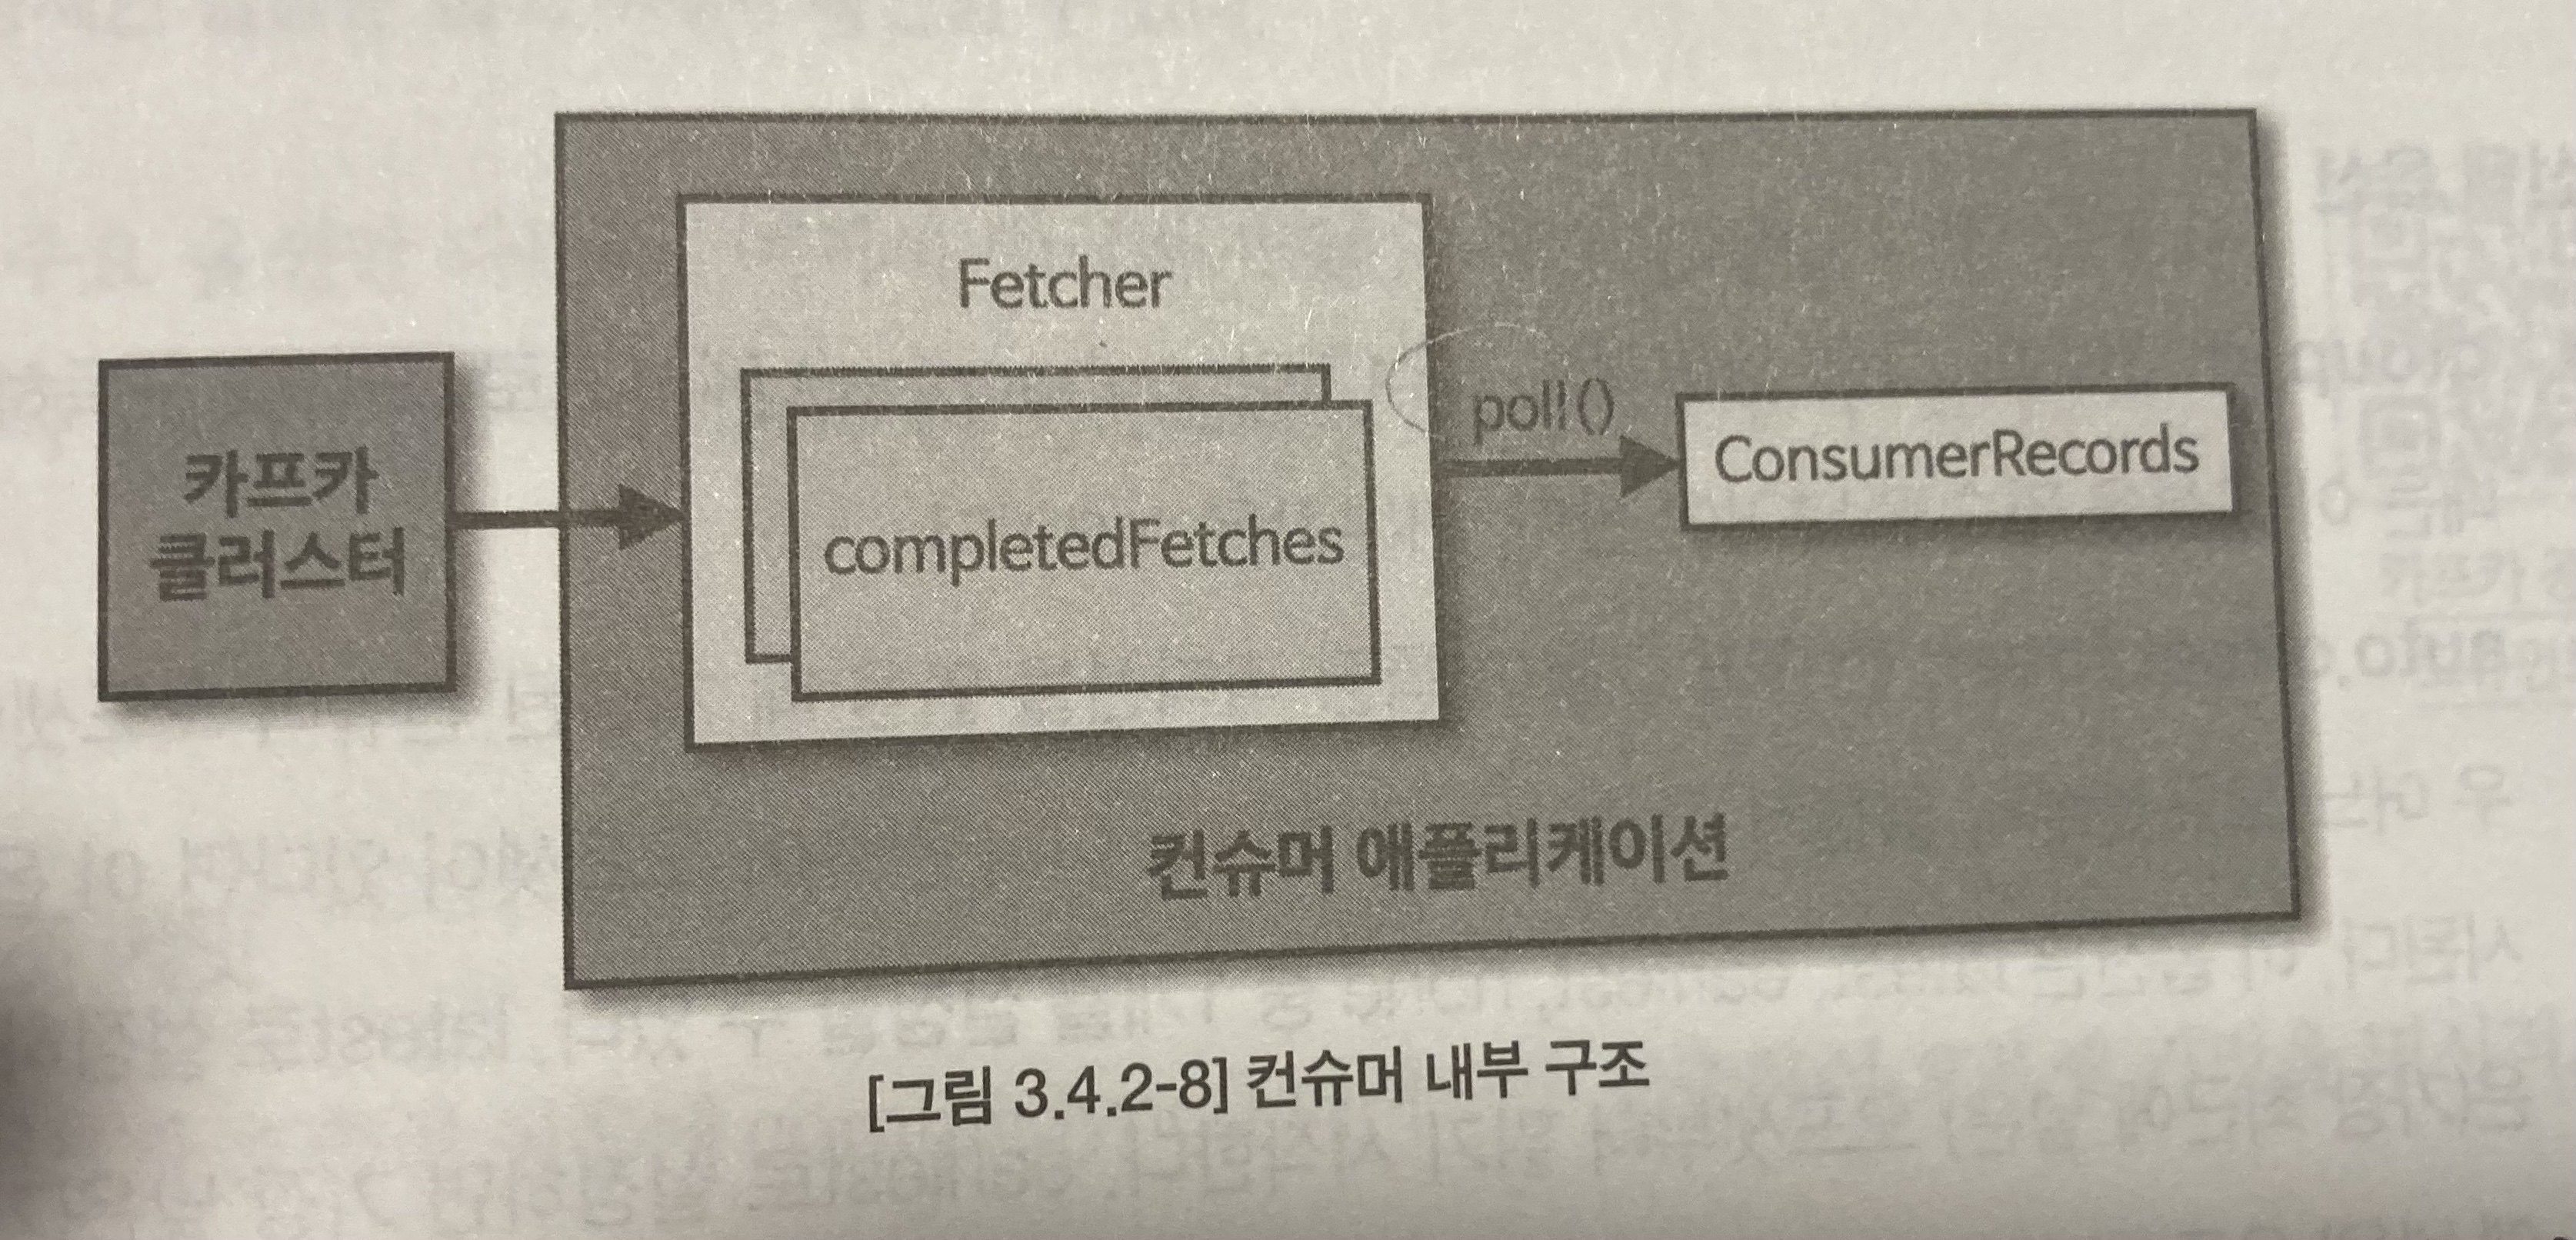 카프카
클러스터
Fetcher
completedFetches
poll()
ConsumerRecords
컨슈머 애플리케이션
[그림 3.4.2-8] 컨슈머 내부 구조